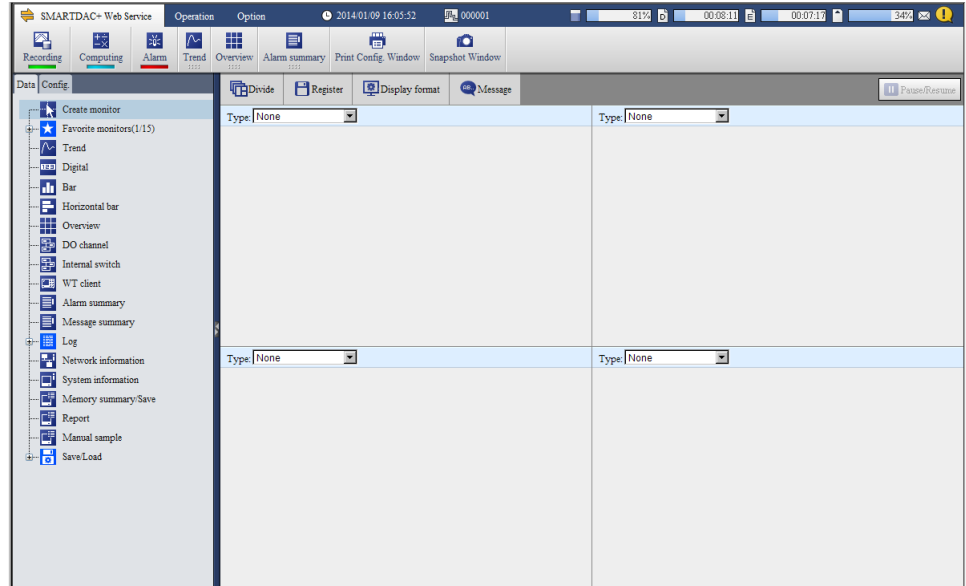 SMARTDAC+ Web Service Operation Option 2014/01/09 16:05:52 000001 81% D 00:08:11 E 00:07:17 34%
Recording Computing Alarm Trend Overview Alarm summary Print Config. Window Snapshot Window
Data Config.
Divide Register Display format Message Pause/Resume
Create monitor
Favorite monitors(1/15)
Trend
123 Digital
Bar
Horizontal bar
Overview
DO channel
Internal switch
WT client
Alarm summary
Message summary
Log
Network information
System information
Memory summary/Save
Report
Manual sample
Save/Load
Type: None Type: None
Type: None Type: None